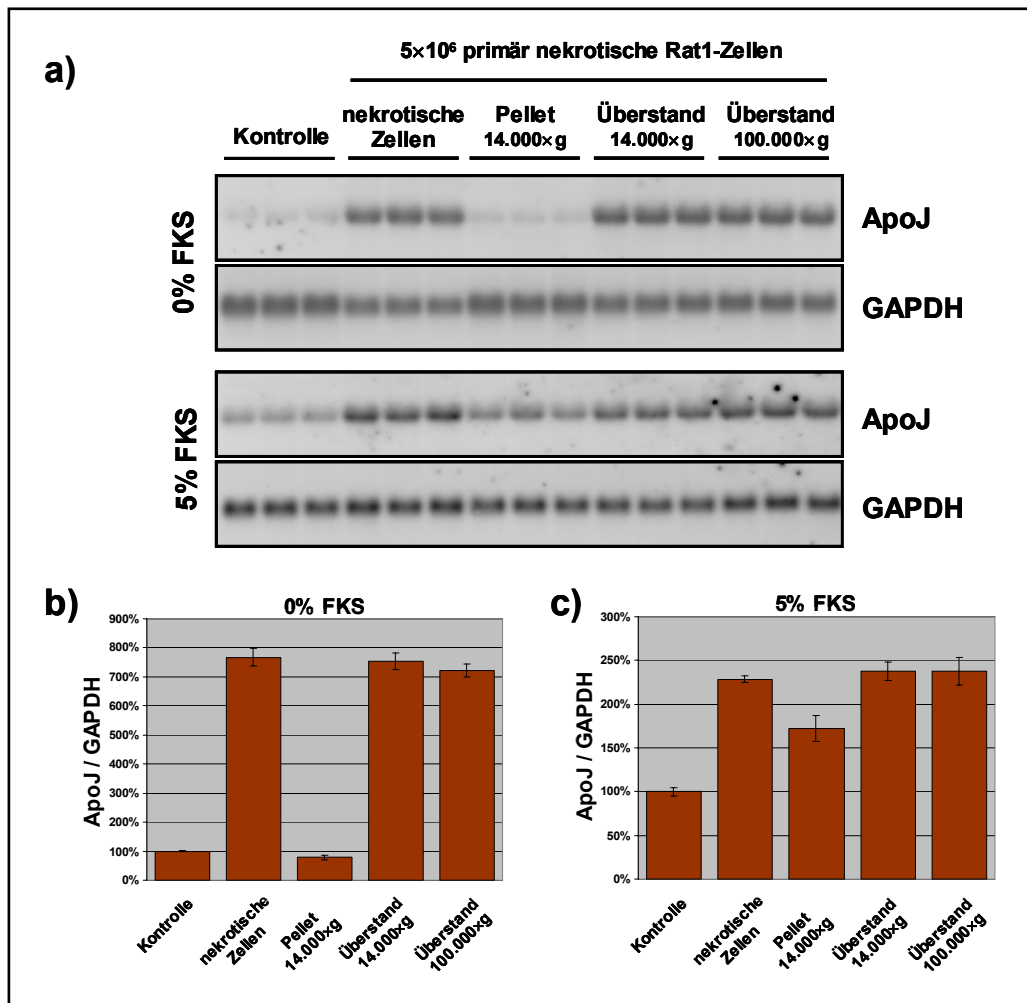 a)
5×10⁶ primär nekrotische Rat1-Zellen
Kontrolle
nekrotische
Zellen
Pellet
14.000×g
Überstand
14.000×g
Überstand
100.000×g
0% FKS
ApoJ
GAPDH
5% FKS
ApoJ
GAPDH
b)
0% FKS
ApoJ / GAPDH
900%
800%
700%
600%
500%
400%
300%
200%
100%
0%
Kontrolle
nekrotische
Zellen
Pellet
14.000×g
Überstand
14.000×g
Überstand
100.000×g
c)
5% FKS
ApoJ / GAPDH
300%
250%
200%
150%
100%
50%
0%
Kontrolle
nekrotische
Zellen
Pellet
14.000×g
Überstand
14.000×g
Überstand
100.000×g